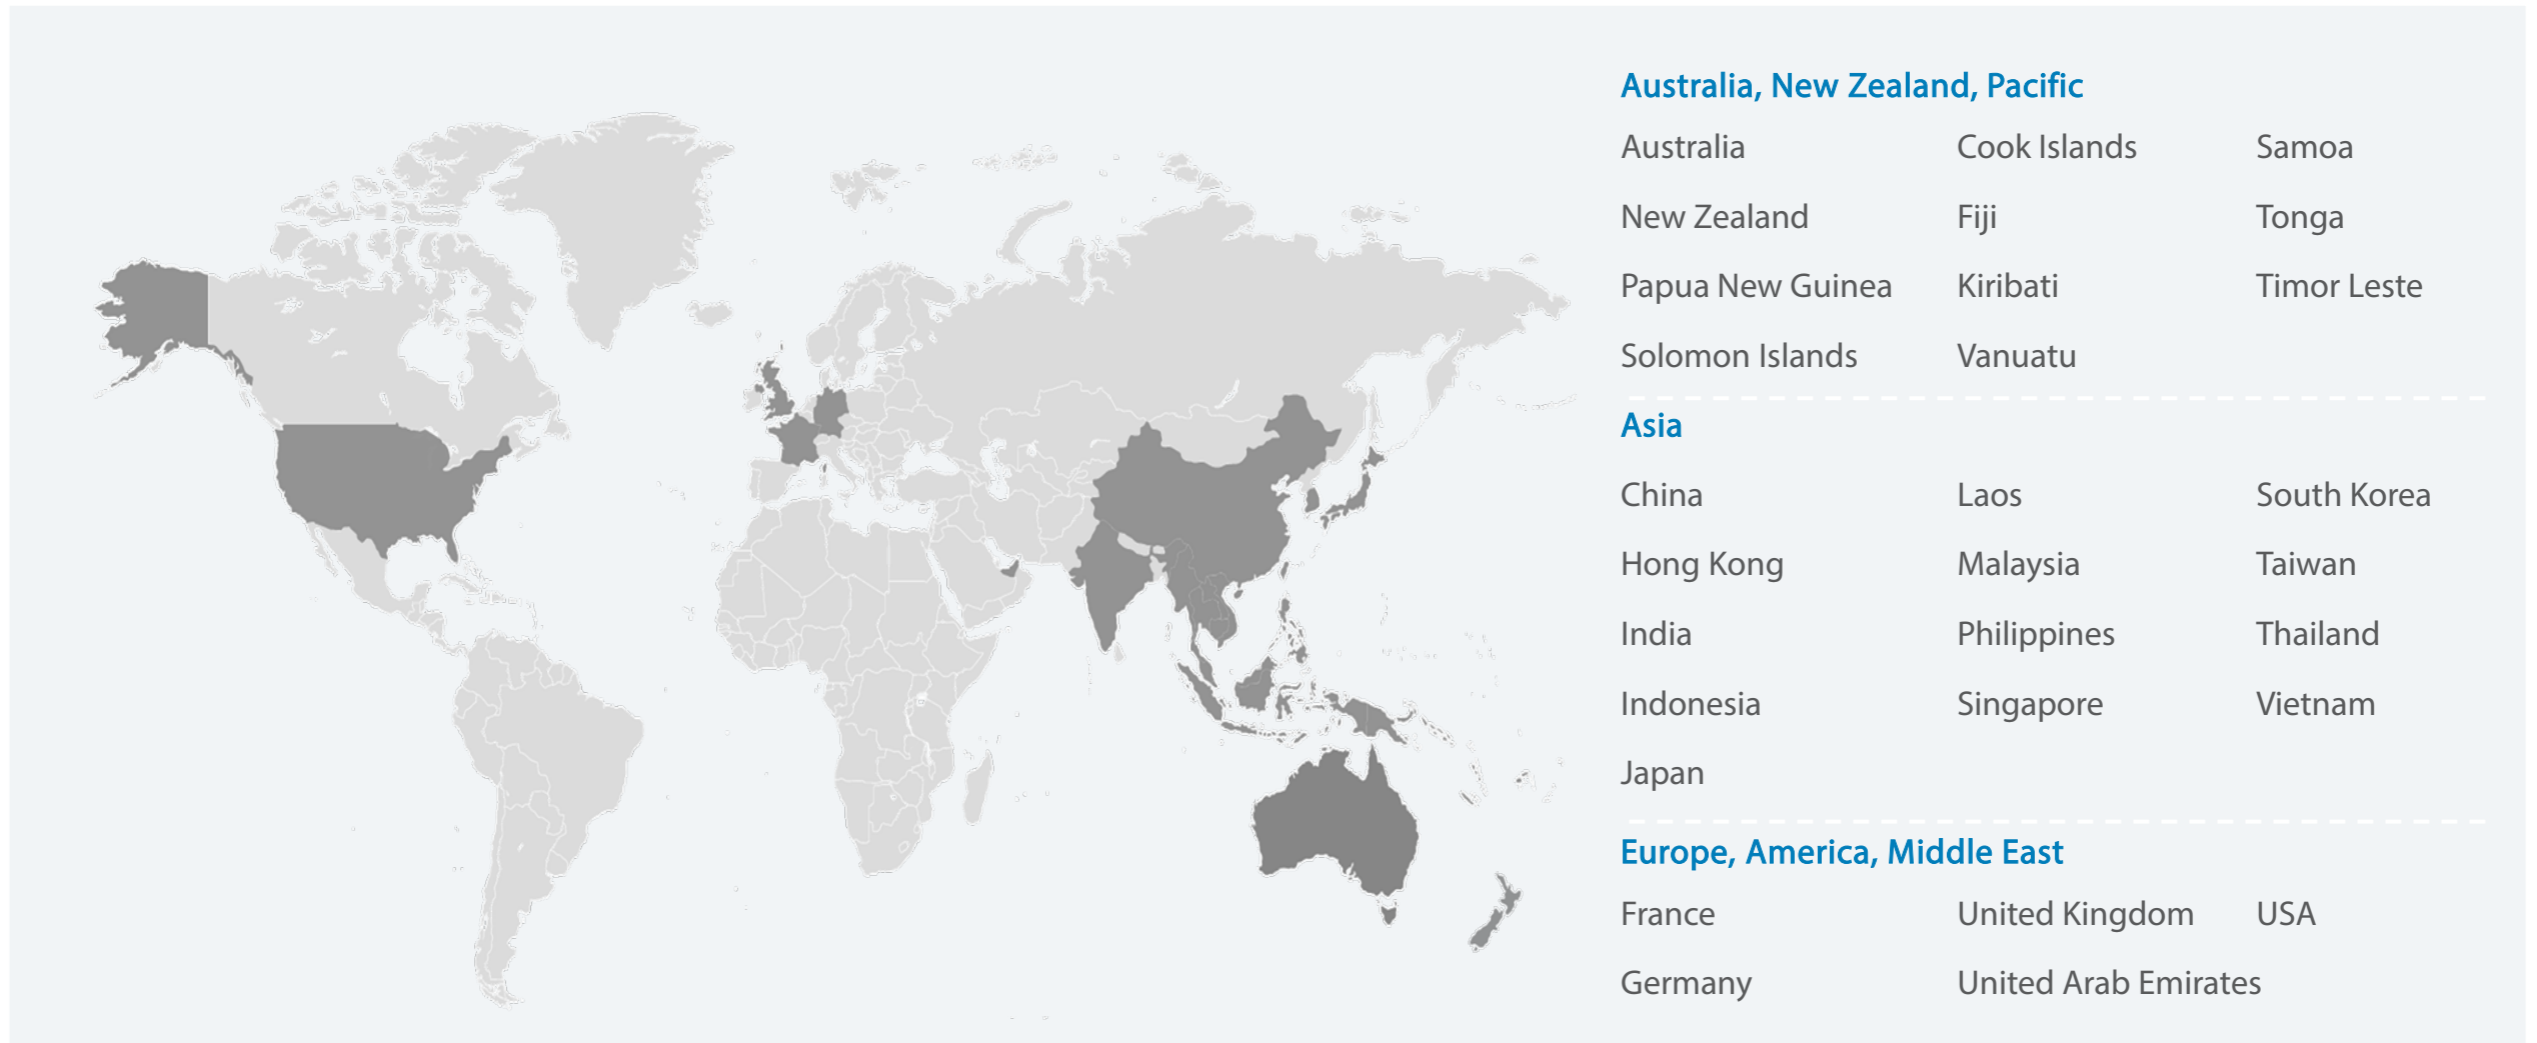 Australia, New Zealand, Pacific
Australia Cook Islands Samoa
New Zealand Fiji Tonga
Papua New Guinea Kiribati Timor Leste
Solomon Islands Vanuatu
Asia
China Laos South Korea
Hong Kong Malaysia Taiwan
India Philippines Thailand
Indonesia Singapore Vietnam
Japan
Europe, America, Middle East
France United Kingdom USA
Germany United Arab Emirates